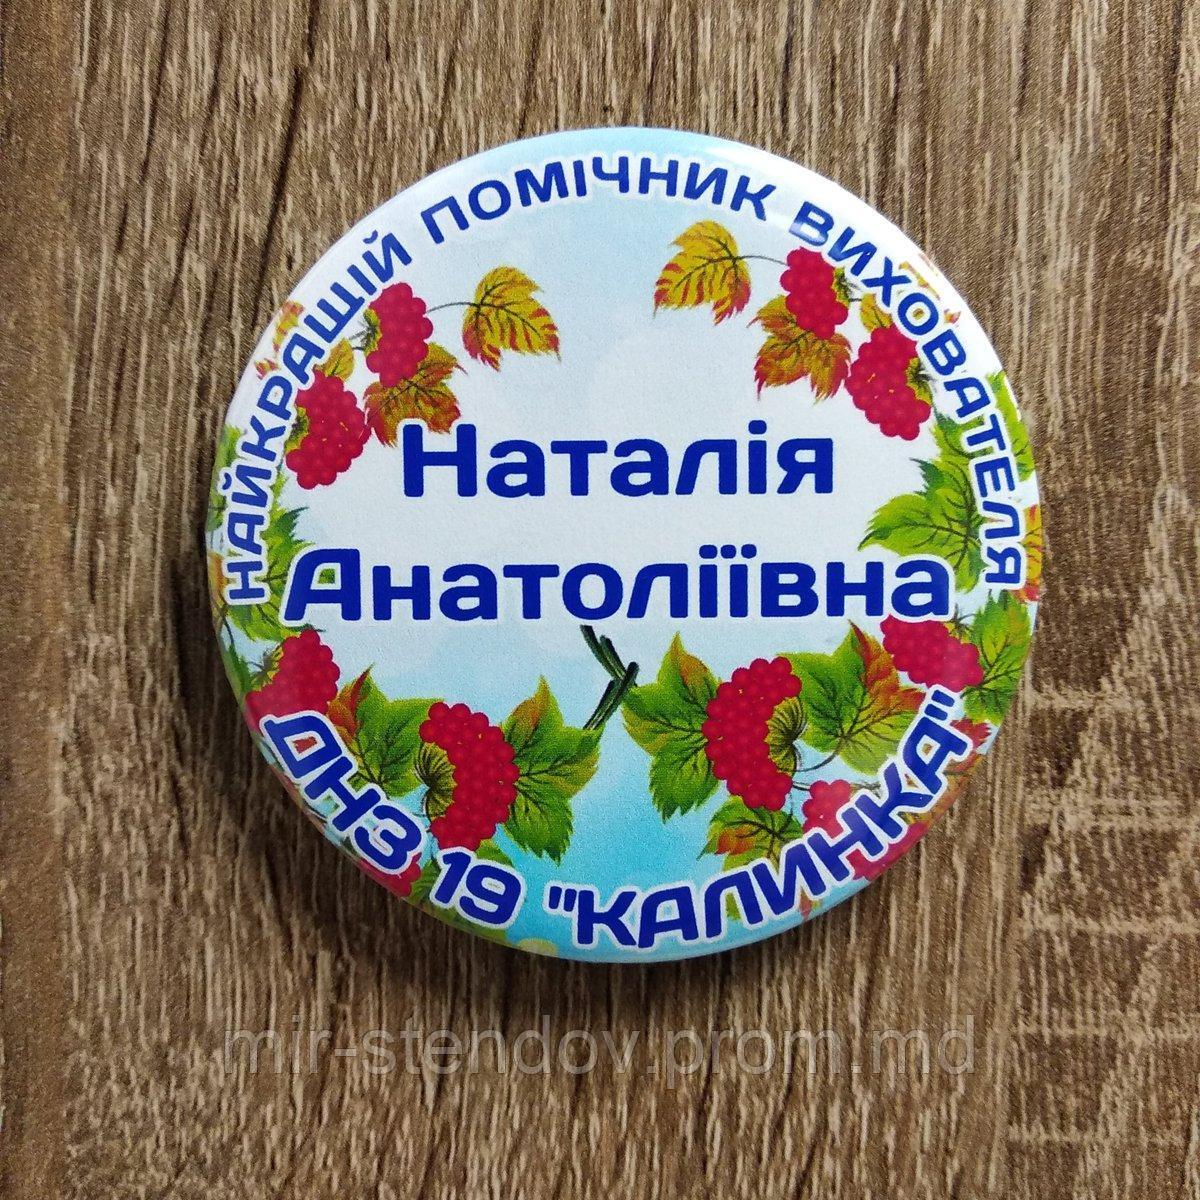 НАЙКРАЩІЙ ПОМІЧНИК ВИХОВАТЕЛЯ
Наталія
Анатоліївна
ДНЗ 19 "КАЛИНКА"
mir-stendov.prom.md